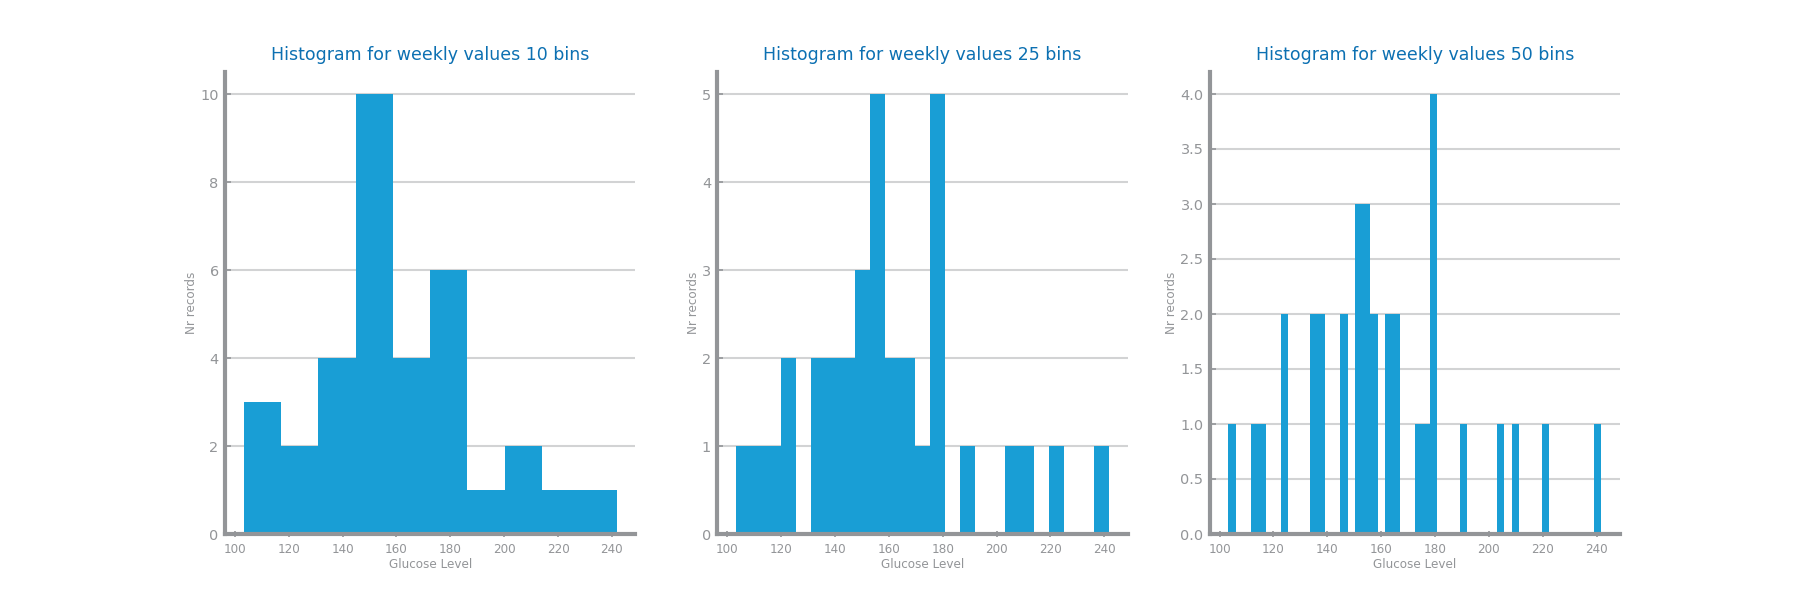 Histogram for weekly values 10 bins
10
8
6
4
2
0
Nr records
100 120 140 160 180 200 220 240
Glucose Level
Histogram for weekly values 25 bins
5
4
3
2
1
0
Nr records
100 120 140 160 180 200 220 240
Glucose Level
Histogram for weekly values 50 bins
4.0
3.5
3.0
2.5
2.0
1.5
1.0
0.5
0.0
Nr records
100 120 140 160 180 200 220 240
Glucose Level